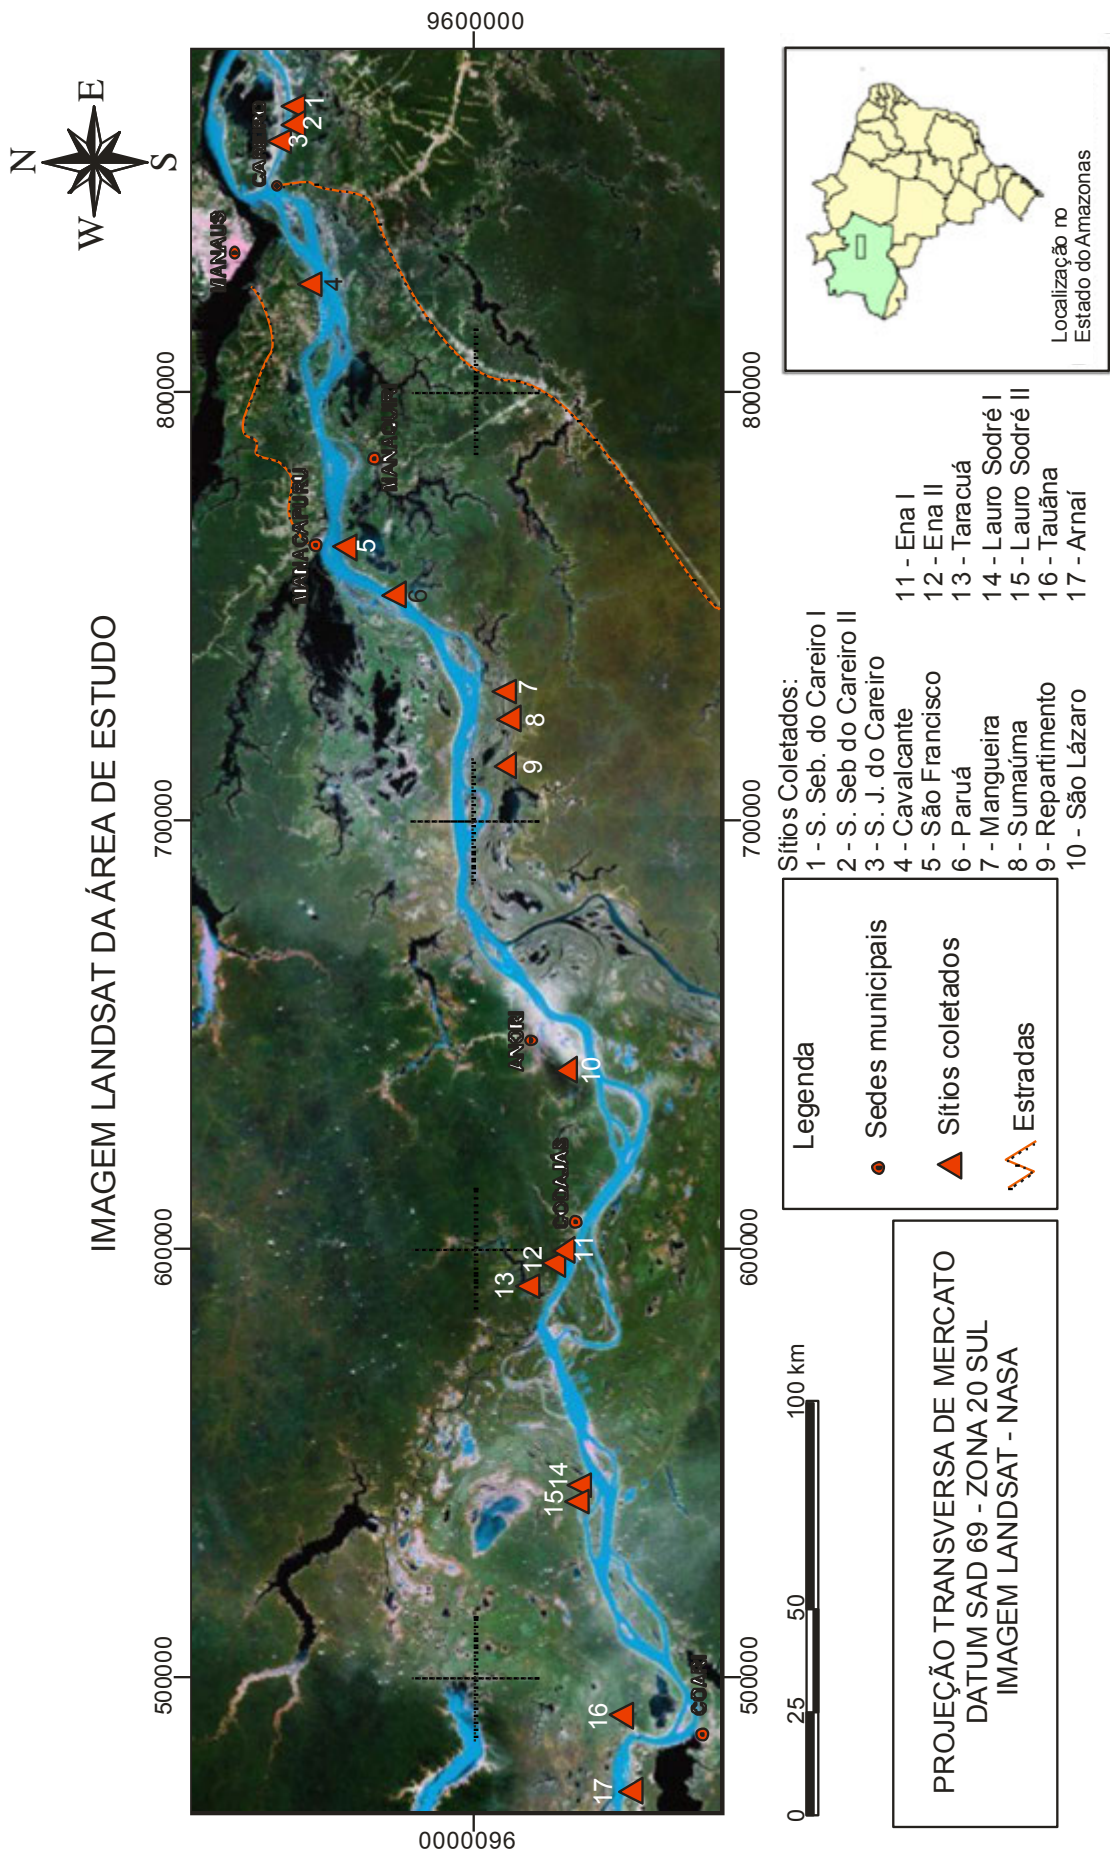 IMAGEM LANDSAT DA ÁREA DE ESTUDO
N
W
E
S
500000
600000
700000
800000
9600000
0000096
MANAUS
CAREIRO
MANACAPURU
MANAQUIRI
ANORI
CODAJÁS
COARI
1
2
3
4
5
6
7
8
9
10
11
12
13
14
15
16
17
500000
600000
700000
800000
0
25
50
100 km
PROJEÇÃO TRANSVERSA DE MERCATO
DATUM SAD 69 - ZONA 20 SUL
IMAGEM LANDSAT - NASA
Legenda
Sedes municipais
Sítios coletados
Estradas
Sítios Coletados:
1 - S. Seb. do Careiro I
2 - S. Seb do Careiro II
3 - S. J. do Careiro
4 - Cavalcante
5 - São Francisco
6 - Paruá
7 - Mangueira
8 - Sumaúma
9 - Repartimento
10 - São Lázaro
11 - Ena I
12 - Ena II
13 - Taracuá
14 - Lauro Sodré I
15 - Lauro Sodré II
16 - Tauãna
17 - Arnaí
Localização no
Estado do Amazonas